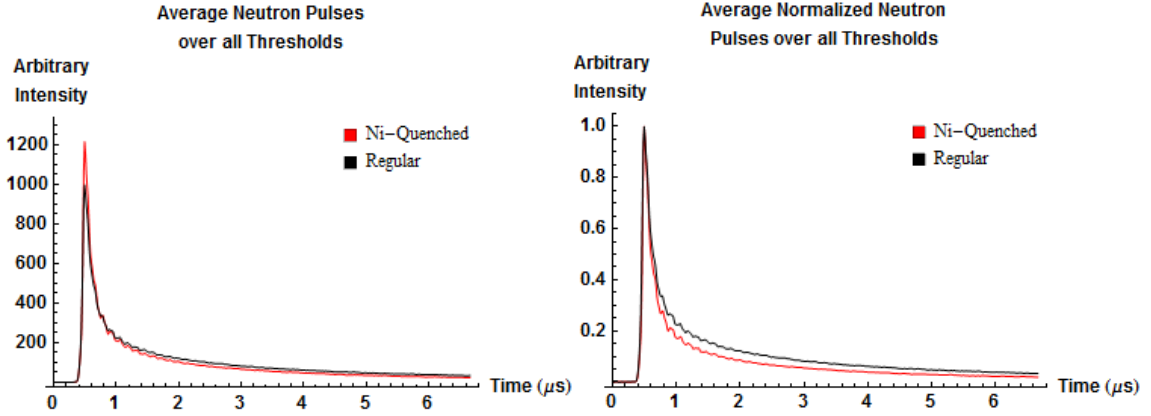 Average Neutron Pulses
over all Thresholds
Arbitrary
Intensity
Ni-Quenched
Regular
1200
1000
800
600
400
200
0 1 2 3 4 5 6
Time (μs)
Average Normalized Neutron
Pulses over all Thresholds
Arbitrary
Intensity
Ni-Quenched
Regular
1.0
0.8
0.6
0.4
0.2
0 1 2 3 4 5 6
Time (μs)